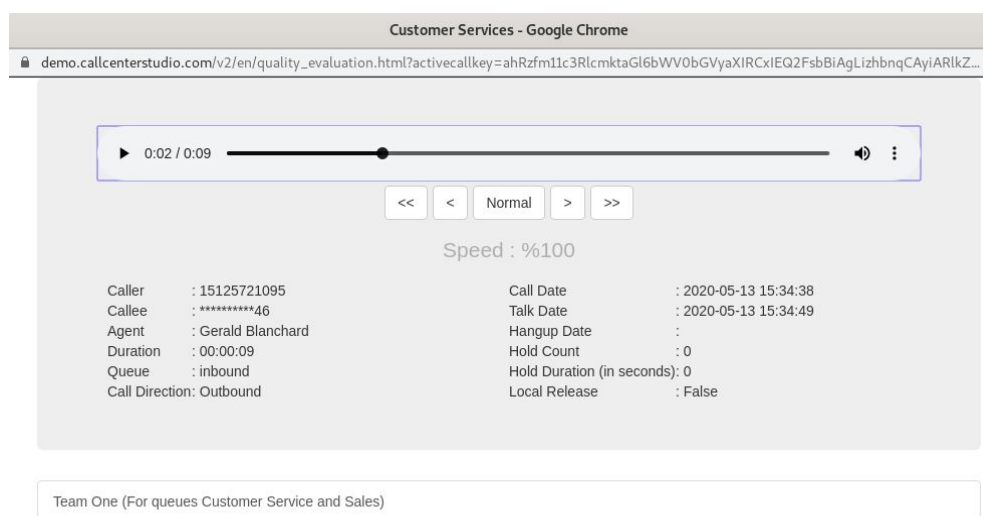 Customer Services - Google Chrome
demo.callcenterstudio.com/v2/en/quality_evaluation.html?activecallkey=ahRzfm11c3RlcmktaGl6bWV0bGVyaXIRCxIEQ2FsbBiAgLizhbnqCAyiARlkZ...
0:02 / 0:09
<< < Normal > >>
Speed : %100
Caller : 15125721095 Call Date : 2020-05-13 15:34:38
Callee : **********46 Talk Date : 2020-05-13 15:34:49
Agent : Gerald Blanchard Hangup Date :
Duration : 00:00:09 Hold Count : 0
Queue : inbound Hold Duration (in seconds): 0
Call Direction: Outbound Local Release : False
Team One (For queues Customer Service and Sales)